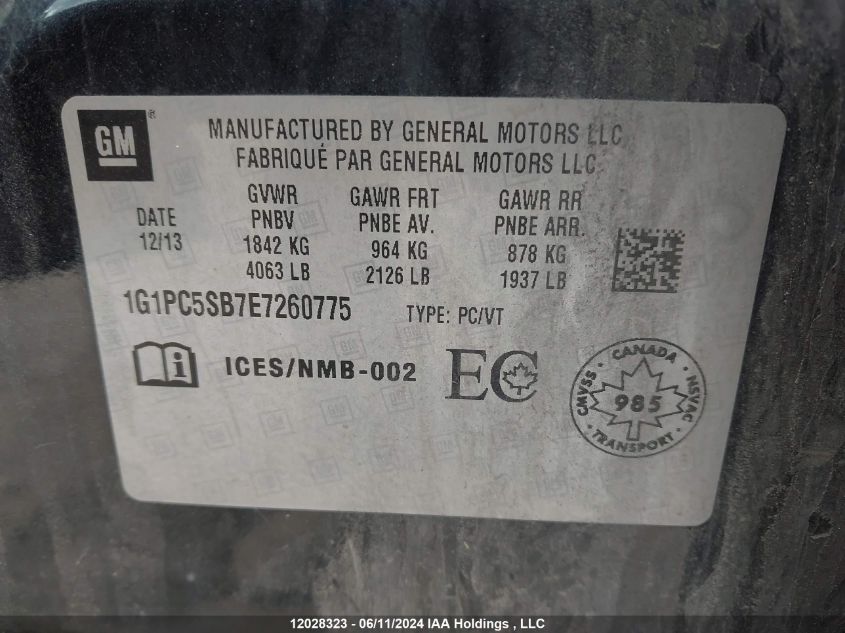 GM®
MANUFACTURED BY GENERAL MOTORS LLC
FABRIQUÉ PAR GENERAL MOTORS LLC
DATE
12/13
GVWR
PNBV
1842 KG
4063 LB
GAWR FRT
PNBE AV.
964 KG
2126 LB
GAWR RR
PNBE ARR.
878 KG
1937 LB
1G1PC5SB7E7260775 TYPE: PC/VT
i ICES/NMB-002 EC
· CANADA ·
CMVSS NSVAC
985
· TRANSPORT ·
12028323 - 06/11/2024 IAA Holdings , LLC